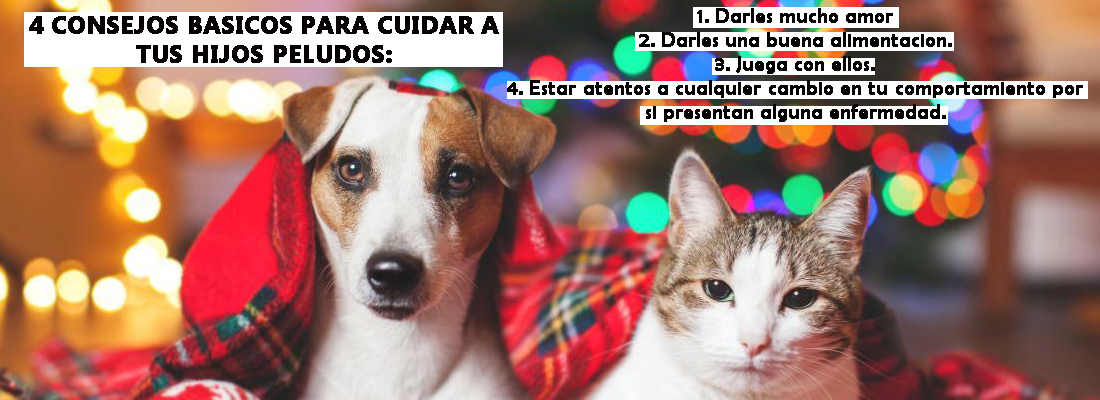 4 CONSEJOS BASICOS PARA CUIDAR A
TUS HIJOS PELUDOS:
1. Darles mucho amor
2. Darles una buena alimentacion.
3. Juega con ellos.
4. Estar atentos a cualquier cambio en tu comportamiento por
si presentan alguna enfermedad.